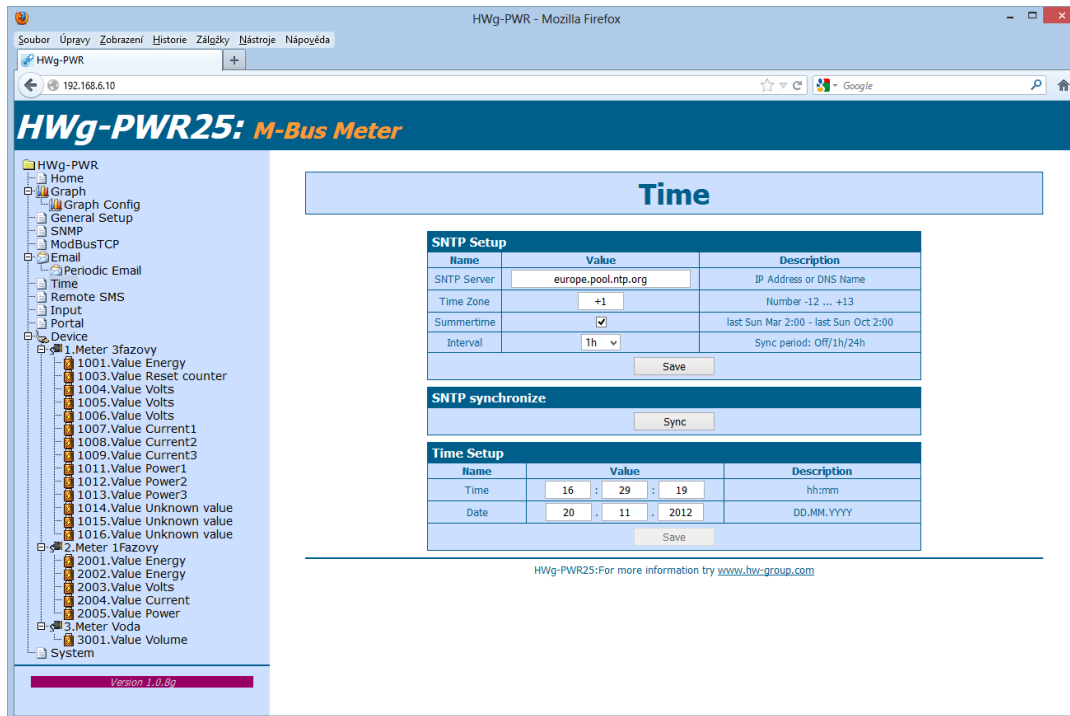 HWg-PWR - Mozilla Firefox
Soubor Úpravy Zobrazení Historie Záložky Nástroje Nápověda
HWg-PWR
192.168.6.10
Google
HWg-PWR25: M-Bus Meter
HWg-PWR
Home
Graph
Graph Config
General Setup
SNMP
ModBusTCP
Email
Periodic Email
Time
Remote SMS
Input
Portal
Device
1.Meter 3fazovy
1001.Value Energy
1003.Value Reset counter
1004.Value Volts
1005.Value Volts
1006.Value Volts
1007.Value Current1
1008.Value Current2
1009.Value Current3
1011.Value Power1
1012.Value Power2
1013.Value Power3
1014.Value Unknown value
1015.Value Unknown value
1016.Value Unknown value
2.Meter 1Fazovy
2001.Value Energy
2002.Value Energy
2003.Value Volts
2004.Value Current
2005.Value Power
3.Meter Voda
3001.Value Volume
System
Version 1.0.8g
Time
SNTP Setup
Name Value Description
SNTP Server europe.pool.ntp.org IP Address or DNS Name
Time Zone +1 Number -12 ... +13
Summertime last Sun Mar 2:00 - last Sun Oct 2:00
Interval 1h Sync period: Off/1h/24h
Save
SNTP synchronize
Sync
Time Setup
Name Value Description
Time 16 : 29 : 19 hh:mm
Date 20 . 11 . 2012 DD.MM.YYYY
Save
HWg-PWR25:For more information try www.hw-group.com